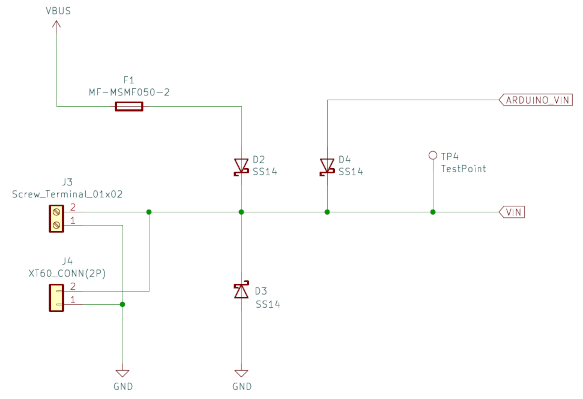 VBUS
F1
MF-MSMF050-2
ARDUINO_VIN
D2
SS14
D4
SS14
TP4
TestPoint
J3
Screw_Terminal_01x02
2
1
VIN
J4
XT60_CONN(2P)
2
1
D3
SS14
GND
GND